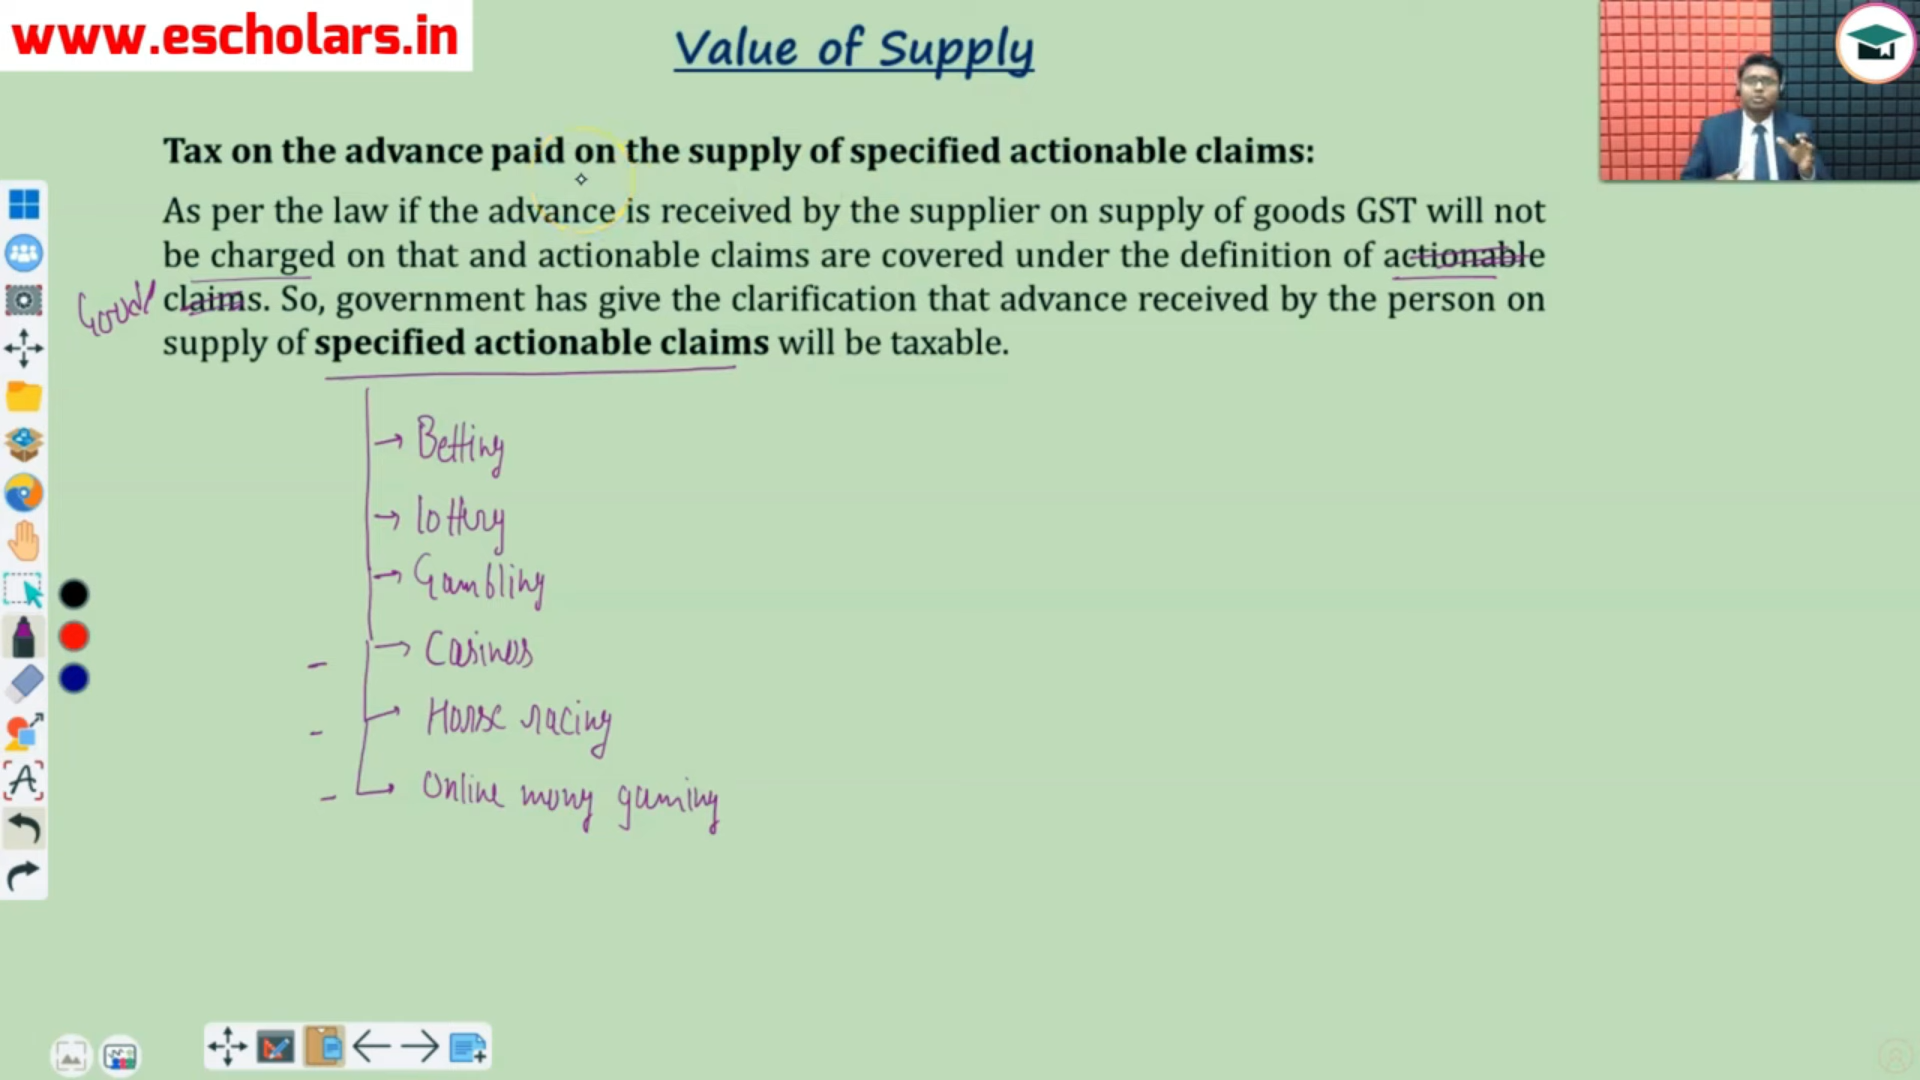 www.escholars.in
Value of Supply
Tax on the advance paid on the supply of specified actionable claims:
As per the law if the advance is received by the supplier on supply of goods GST will not
be charged on that and actionable claims are covered under the definition of actionable
Goods claims. So, government has give the clarification that advance received by the person on
supply of specified actionable claims will be taxable.
→ Betting
→ lottery
→ Gambling
→ Casinos
→ Horse racing
→ Online mony gaming